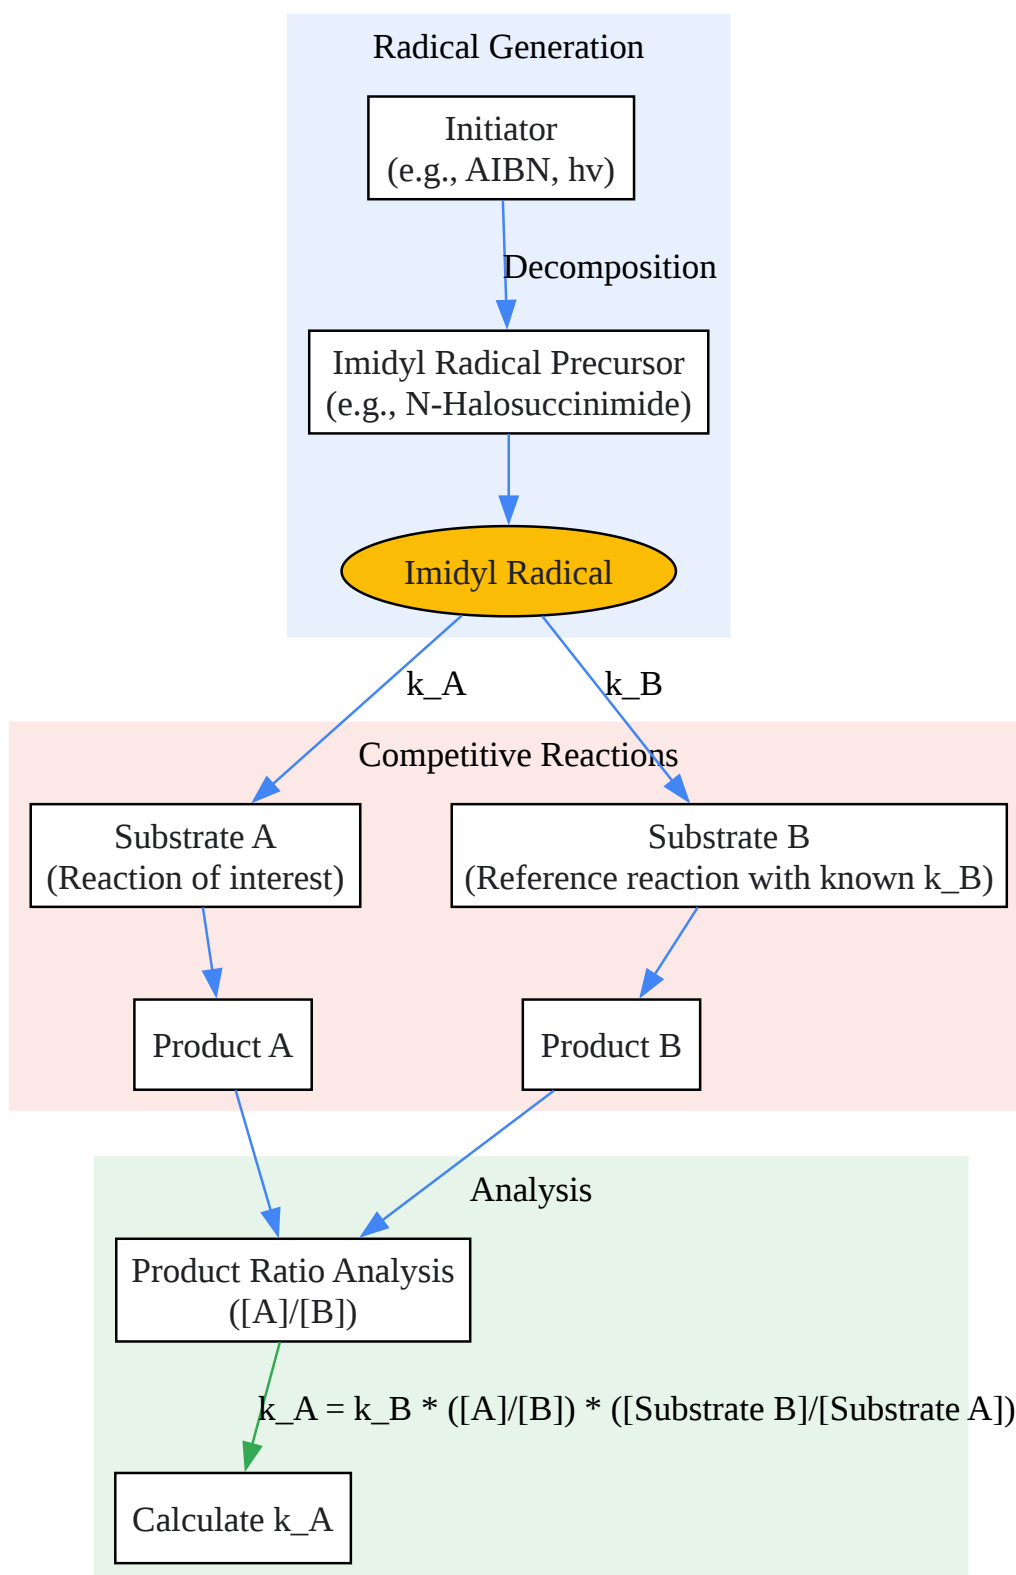 Radical Generation
Initiator
(e.g., AIBN, hv)
Decomposition
Imidyl Radical Precursor
(e.g., N-Halosuccinimide)
Imidyl Radical
k_A
k_B
Competitive Reactions
Substrate A
(Reaction of interest)
Substrate B
(Reference reaction with known k_B)
Product A
Product B
Analysis
Product Ratio Analysis
([A]/[B])
k_A = k_B * ([A]/[B]) * ([Substrate B]/[Substrate A])
Calculate k_A